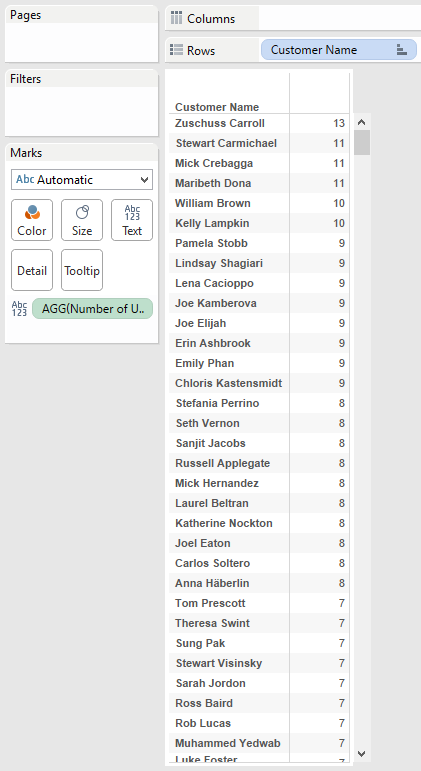 Pages
Columns
Rows
Customer Name
Filters
Marks
Abc Automatic
Color
Size
Abc
123
Text
Detail
Tooltip
Abc
123
AGG(Number of U..
Customer Name
Zuschuss Carroll 13
Stewart Carmichael 11
Mick Crebagga 11
Maribeth Dona 11
William Brown 10
Kelly Lampkin 10
Pamela Stobb 9
Lindsay Shagiari 9
Lena Cacioppo 9
Joe Kamberova 9
Joe Elijah 9
Erin Ashbrook 9
Emily Phan 9
Chloris Kastensmidt 9
Stefania Perrino 8
Seth Vernon 8
Sanjit Jacobs 8
Russell Applegate 8
Mick Hernandez 8
Laurel Beltran 8
Katherine Nockton 8
Joel Eaton 8
Carlos Soltero 8
Anna Häberlin 8
Tom Prescott 7
Theresa Swint 7
Sung Pak 7
Stewart Visinsky 7
Sarah Jordon 7
Ross Baird 7
Rob Lucas 7
Muhammed Yedwab 7
Luke Foster 7